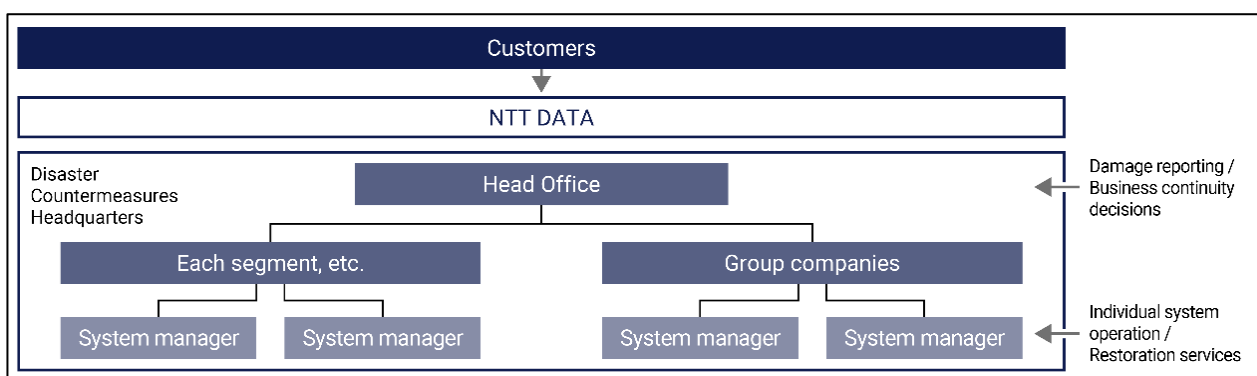 Customers
NTT DATA
Disaster
Countermeasures
Headquarters
Head Office
Damage reporting /
Business continuity
decisions
Each segment, etc.
Group companies
System manager
System manager
System manager
System manager
Individual system
operation /
Restoration services